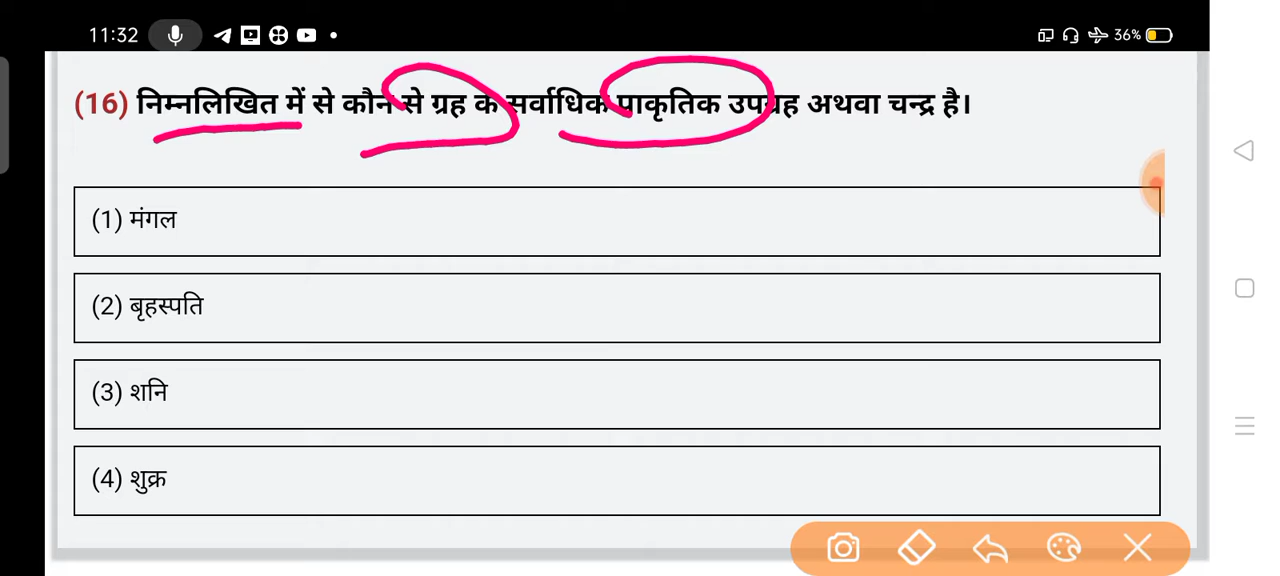 11:32
36%
(16) निम्नलिखित में से कौन से ग्रह क सर्वाधिक प्राकृतिक उपग्रह अथवा चन्द्र है।
(1) मंगल
(2) बृहस्पति
(3) शनि
(4) शुक्र